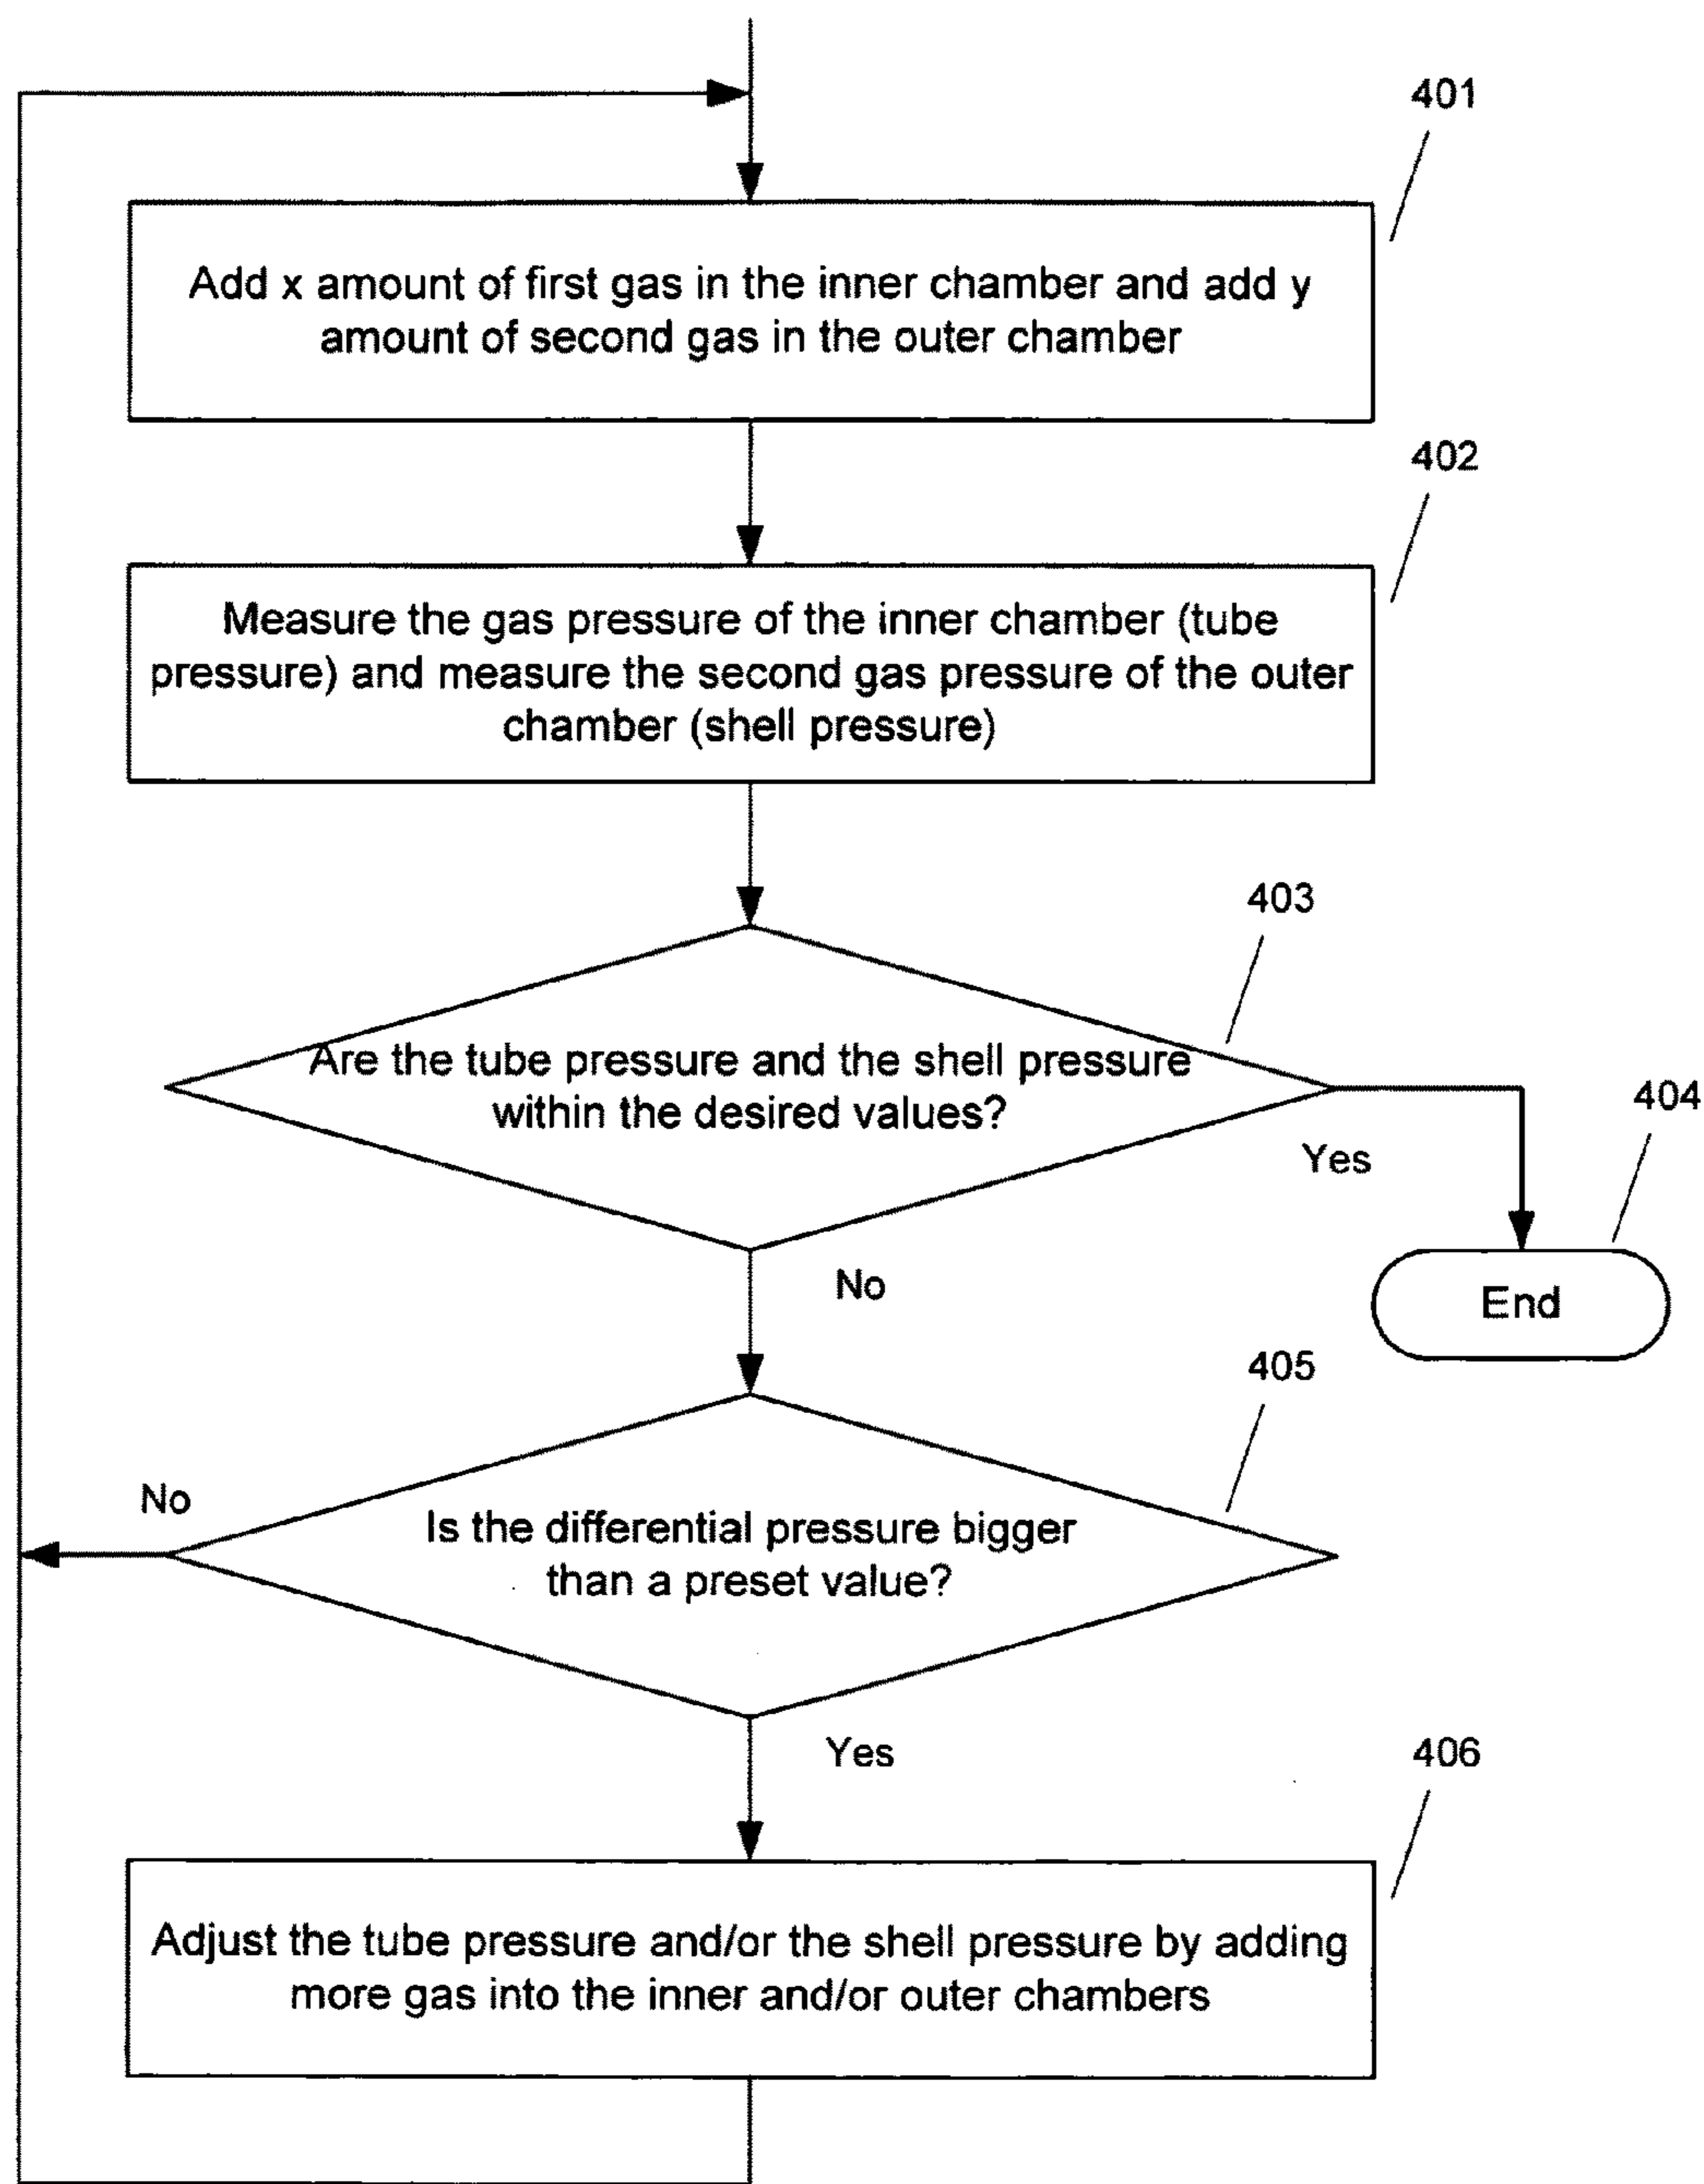 401
Add x amount of first gas in the inner chamber and add y
amount of second gas in the outer chamber
402
Measure the gas pressure of the inner chamber (tube
pressure) and measure the second gas pressure of the outer
chamber (shell pressure)
403
Are the tube pressure and the shell pressure
within the desired values?
404
Yes
No
End
405
No
Is the differential pressure bigger
than a preset value?
Yes
406
Adjust the tube pressure and/or the shell pressure by adding
more gas into the inner and/or outer chambers